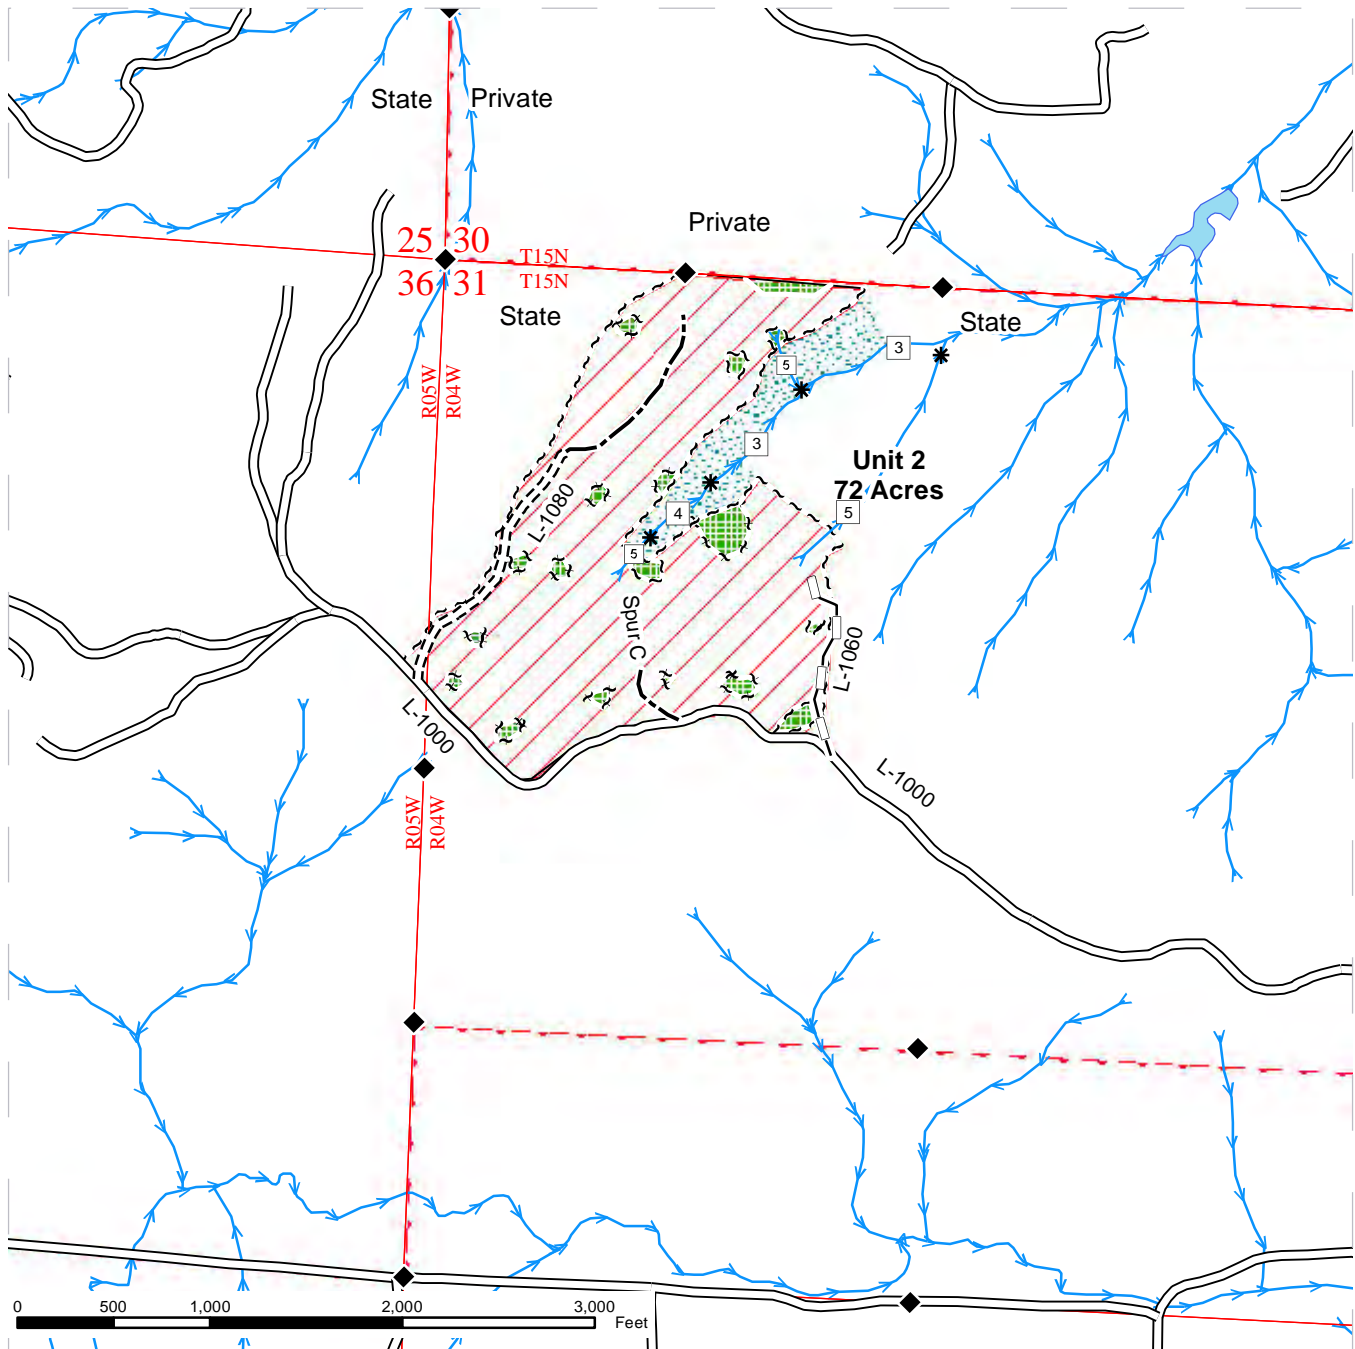 State Private
Private
25 30
T15N
36 31
T15N
State
State
3
5
R05W
R04W
3
Unit 2
72 Acres
L-1080
4
5
5
Spur C
L-1060
L-1000
L-1000
R05W
R04W
0 500 1,000 2,000 3,000
Feet